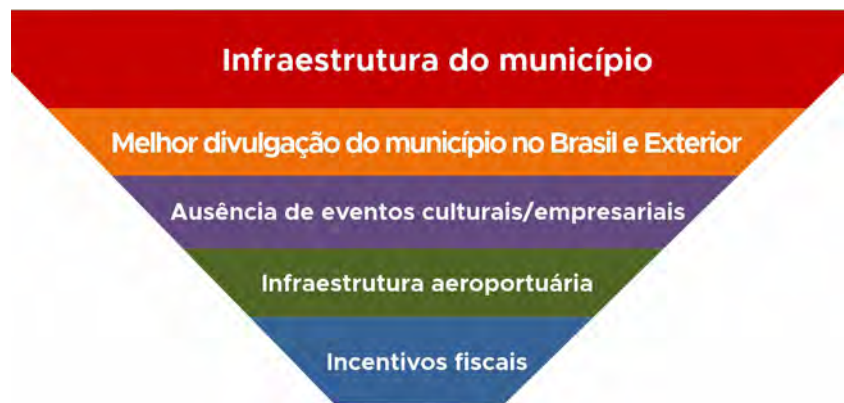 Infraestrutura do município
Melhor divulgação do município no Brasil e Exterior
Ausência de eventos culturais/empresariais
Infraestrutura aeroportuária
Incentivos fiscais